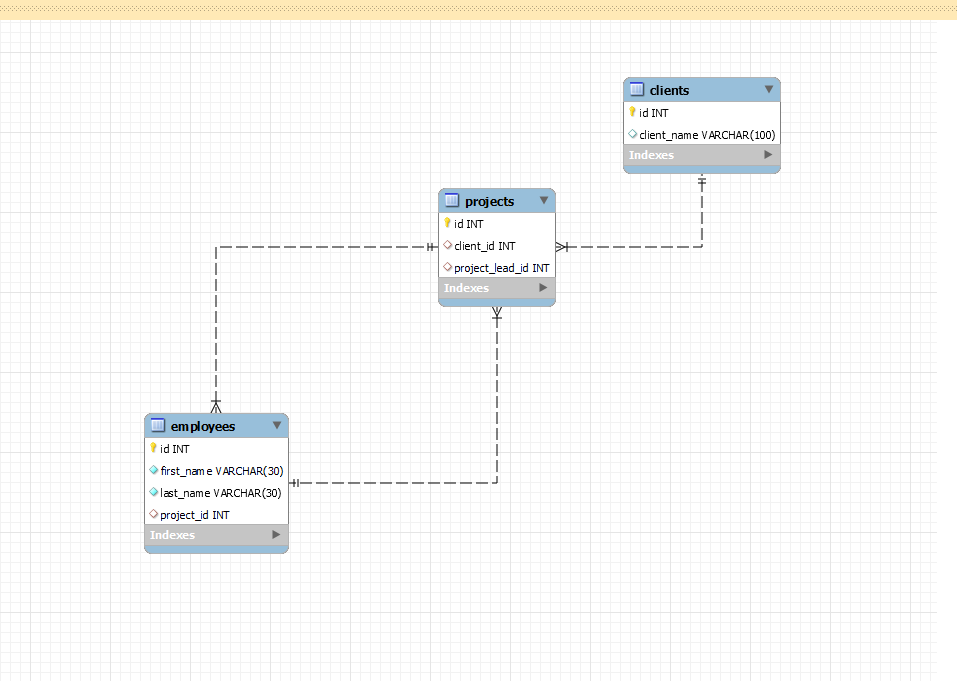 clients
id INT
client_name VARCHAR(100)
Indexes
projects
id INT
client_id INT
project_lead_id INT
Indexes
employees
id INT
first_name VARCHAR(30)
last_name VARCHAR(30)
project_id INT
Indexes